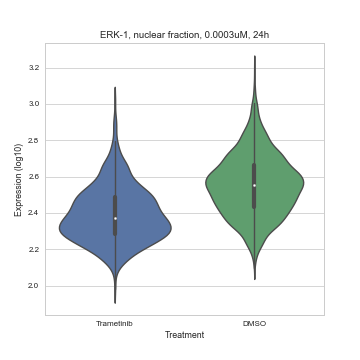 ERK-1, nuclear fraction, 0.0003uM, 24h
3.2
3.0
2.8
2.6
2.4
2.2
2.0
Expression (log10)
Trametinib DMSO
Treatment